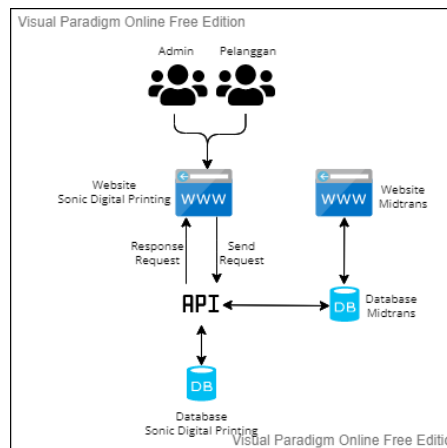 Visual Paradigm Online Free Edition
Admin
Pelanggan
Website
Sonic Digital Printing
WWW
WWW
Website
Midtrans
Response
Request
Send
Request
API
DB
Database
Midtrans
DB
Database
Sonic Digital Printing
Visual Paradigm Online Free Editio